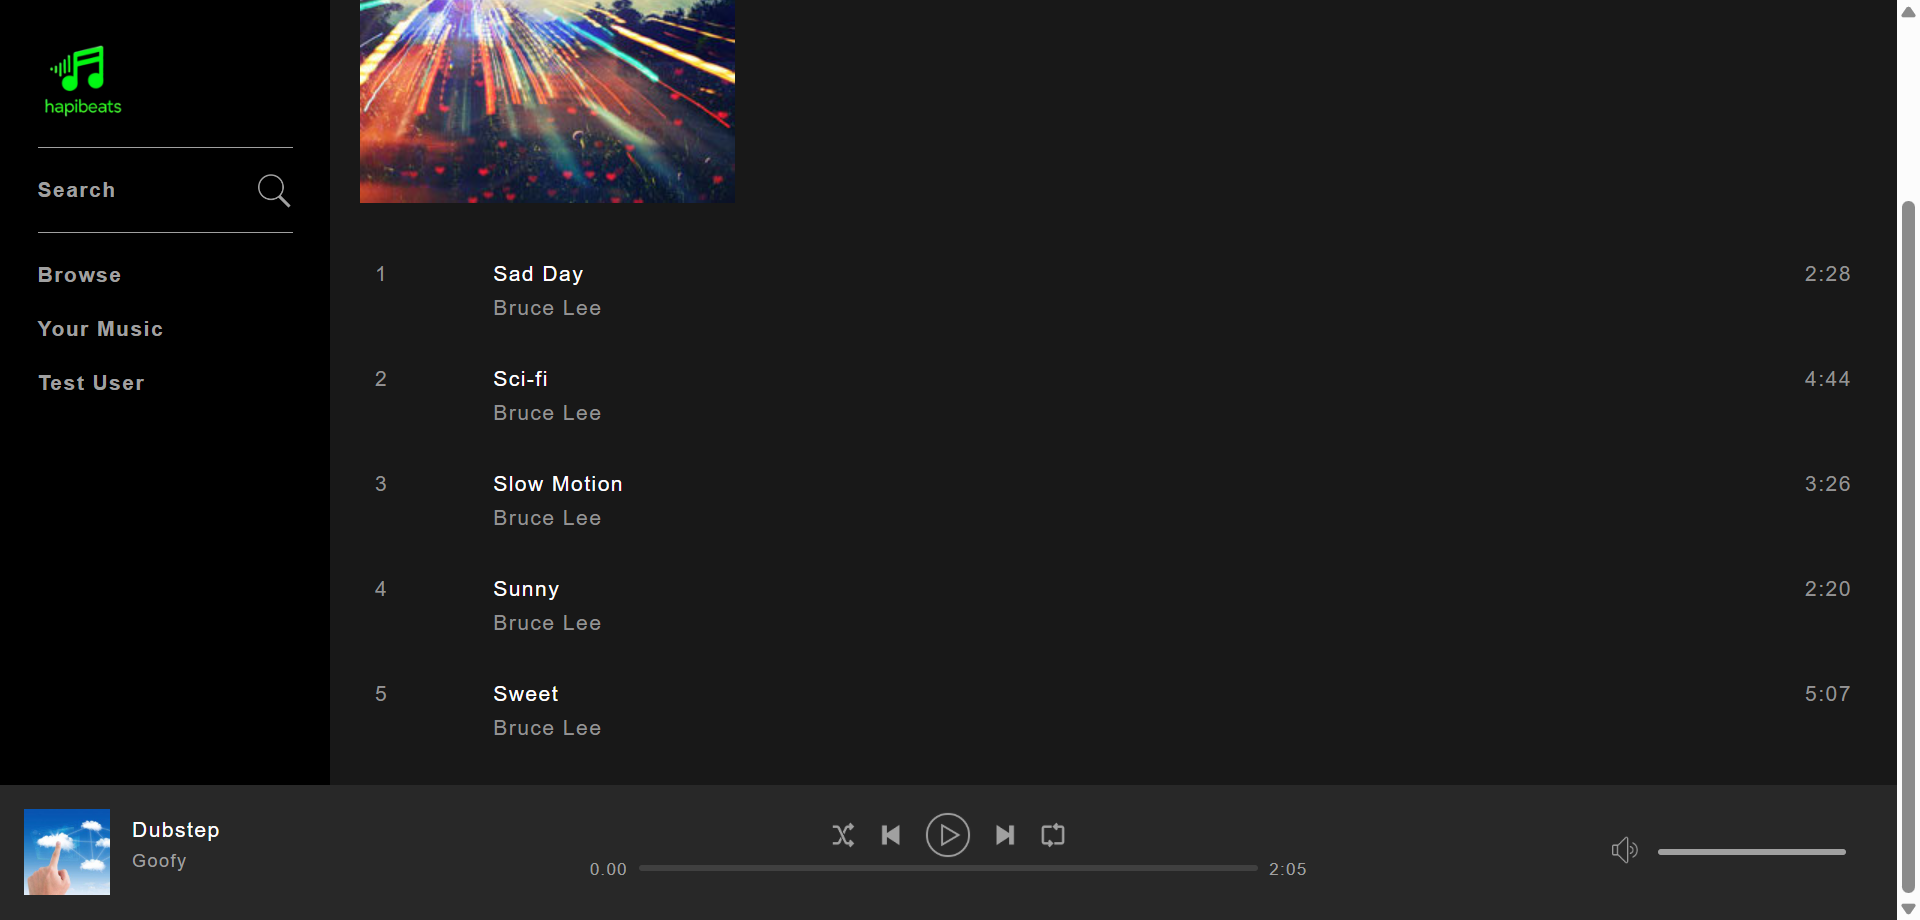 hapibeats
Search
Browse
Your Music
Test User
1 Sad Day 2:28
Bruce Lee
2 Sci-fi 4:44
Bruce Lee
3 Slow Motion 3:26
Bruce Lee
4 Sunny 2:20
Bruce Lee
5 Sweet 5:07
Bruce Lee
Dubstep
Goofy
0.00 2:05